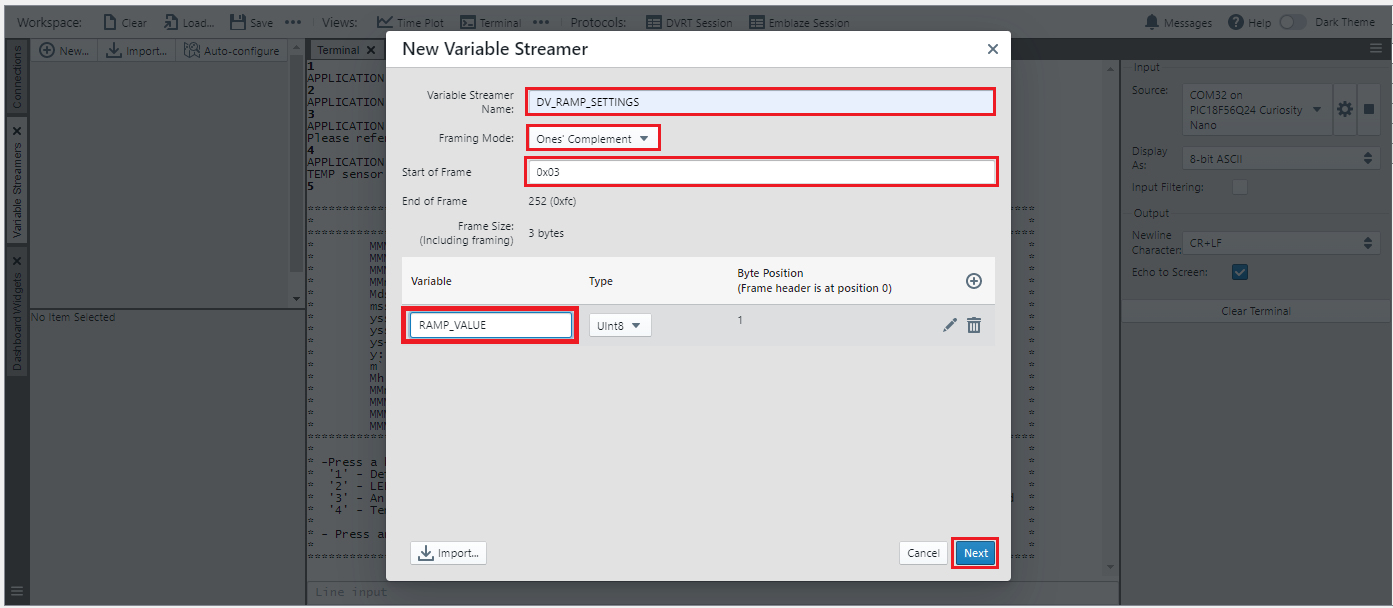 Workspace: Clear Load... Save ••• Views: Time Plot Terminal ••• Protocols: DVRT Session Emblaze Session Messages Help Dark Theme
Connections
Variable Streamers
Dashboard Widgets
New... Import... Auto-configure
No Item Selected
Terminal
1
APPLICATION
2
APPLICATION
3
APPLICATION
Please refe
4
APPLICATION
TEMP sensor
5
-Press a
'1' - De
'2' - LE
'3' - An
'4' - Te
- Press a
Line input
New Variable Streamer
Variable Streamer
Name:
DV_RAMP_SETTINGS
Framing Mode: Ones' Complement
Start of Frame 0x03
End of Frame 252 (0xfc)
Frame Size:
(Including framing)
3 bytes
Variable Type Byte Position
(Frame header is at position 0)
RAMP_VALUE UInt8 1
Import... Cancel Next
Input
Source:
COM32 on
PIC18F56Q24 Curiosity
Nano
Display
As:
8-bit ASCII
Input Filtering:
Output
Newline
Character:
CR+LF
Echo to Screen:
Clear Terminal